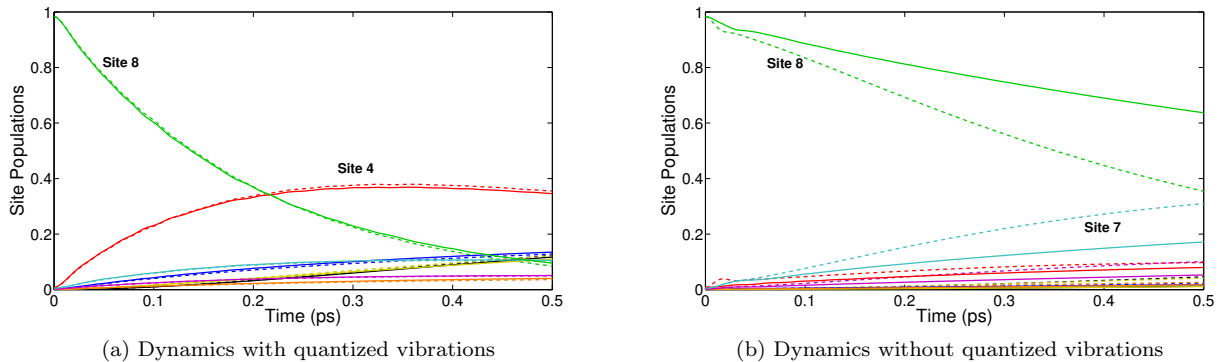 1
0.8
0.6
0.4
0.2
0
Site Populations
Site 8
Site 4
0 0.1 0.2 0.3 0.4 0.5
Time (ps)
(a) Dynamics with quantized vibrations
1
0.8
0.6
0.4
0.2
0
Site Populations
Site 8
Site 7
0 0.1 0.2 0.3 0.4 0.5
Time (ps)
(b) Dynamics without quantized vibrations